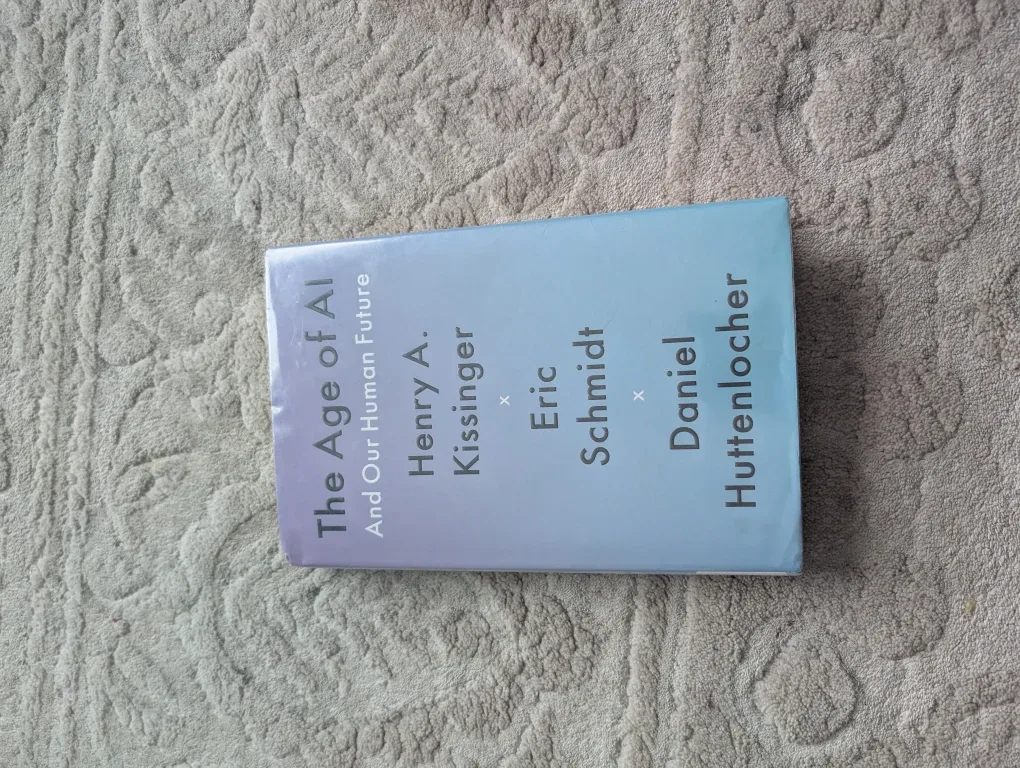 The Age of AI
And Our Human Future
Henry A.
Kissinger
x
Eric
Schmidt
x
Daniel
Huttenlocher